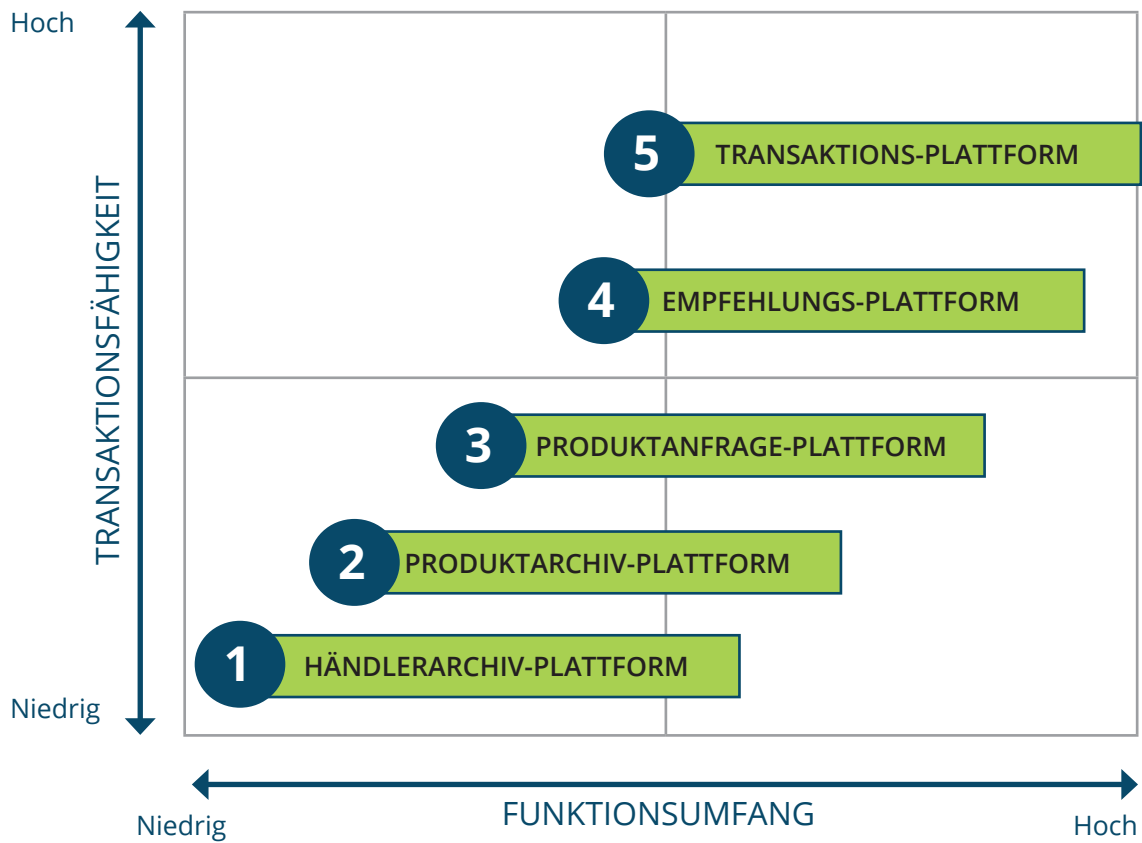 Hoch
TRANSAKTIONSFÄHIGKEIT
5 TRANSAKTIONS-PLATTFORM
4 EMPFEHLUNGS-PLATTFORM
3 PRODUKTANFRAGE-PLATTFORM
2 PRODUKTARCHIV-PLATTFORM
1 HÄNDLERARCHIV-PLATTFORM
Niedrig
Niedrig
FUNKTIONSUMFANG
Hoch